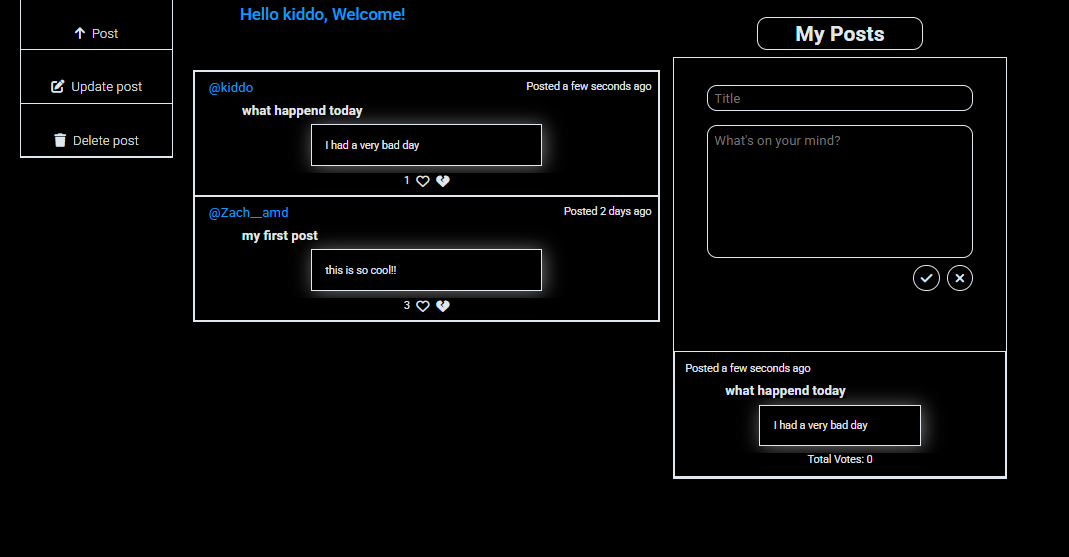 Post
Update post
Delete post
Hello kiddo, Welcome!
@kiddo
Posted a few seconds ago
what happend today
I had a very bad day
1
@Zach__amd
Posted 2 days ago
my first post
this is so cool!!
3
My Posts
Title
What's on your mind?
Posted a few seconds ago
what happend today
I had a very bad day
Total Votes: 0